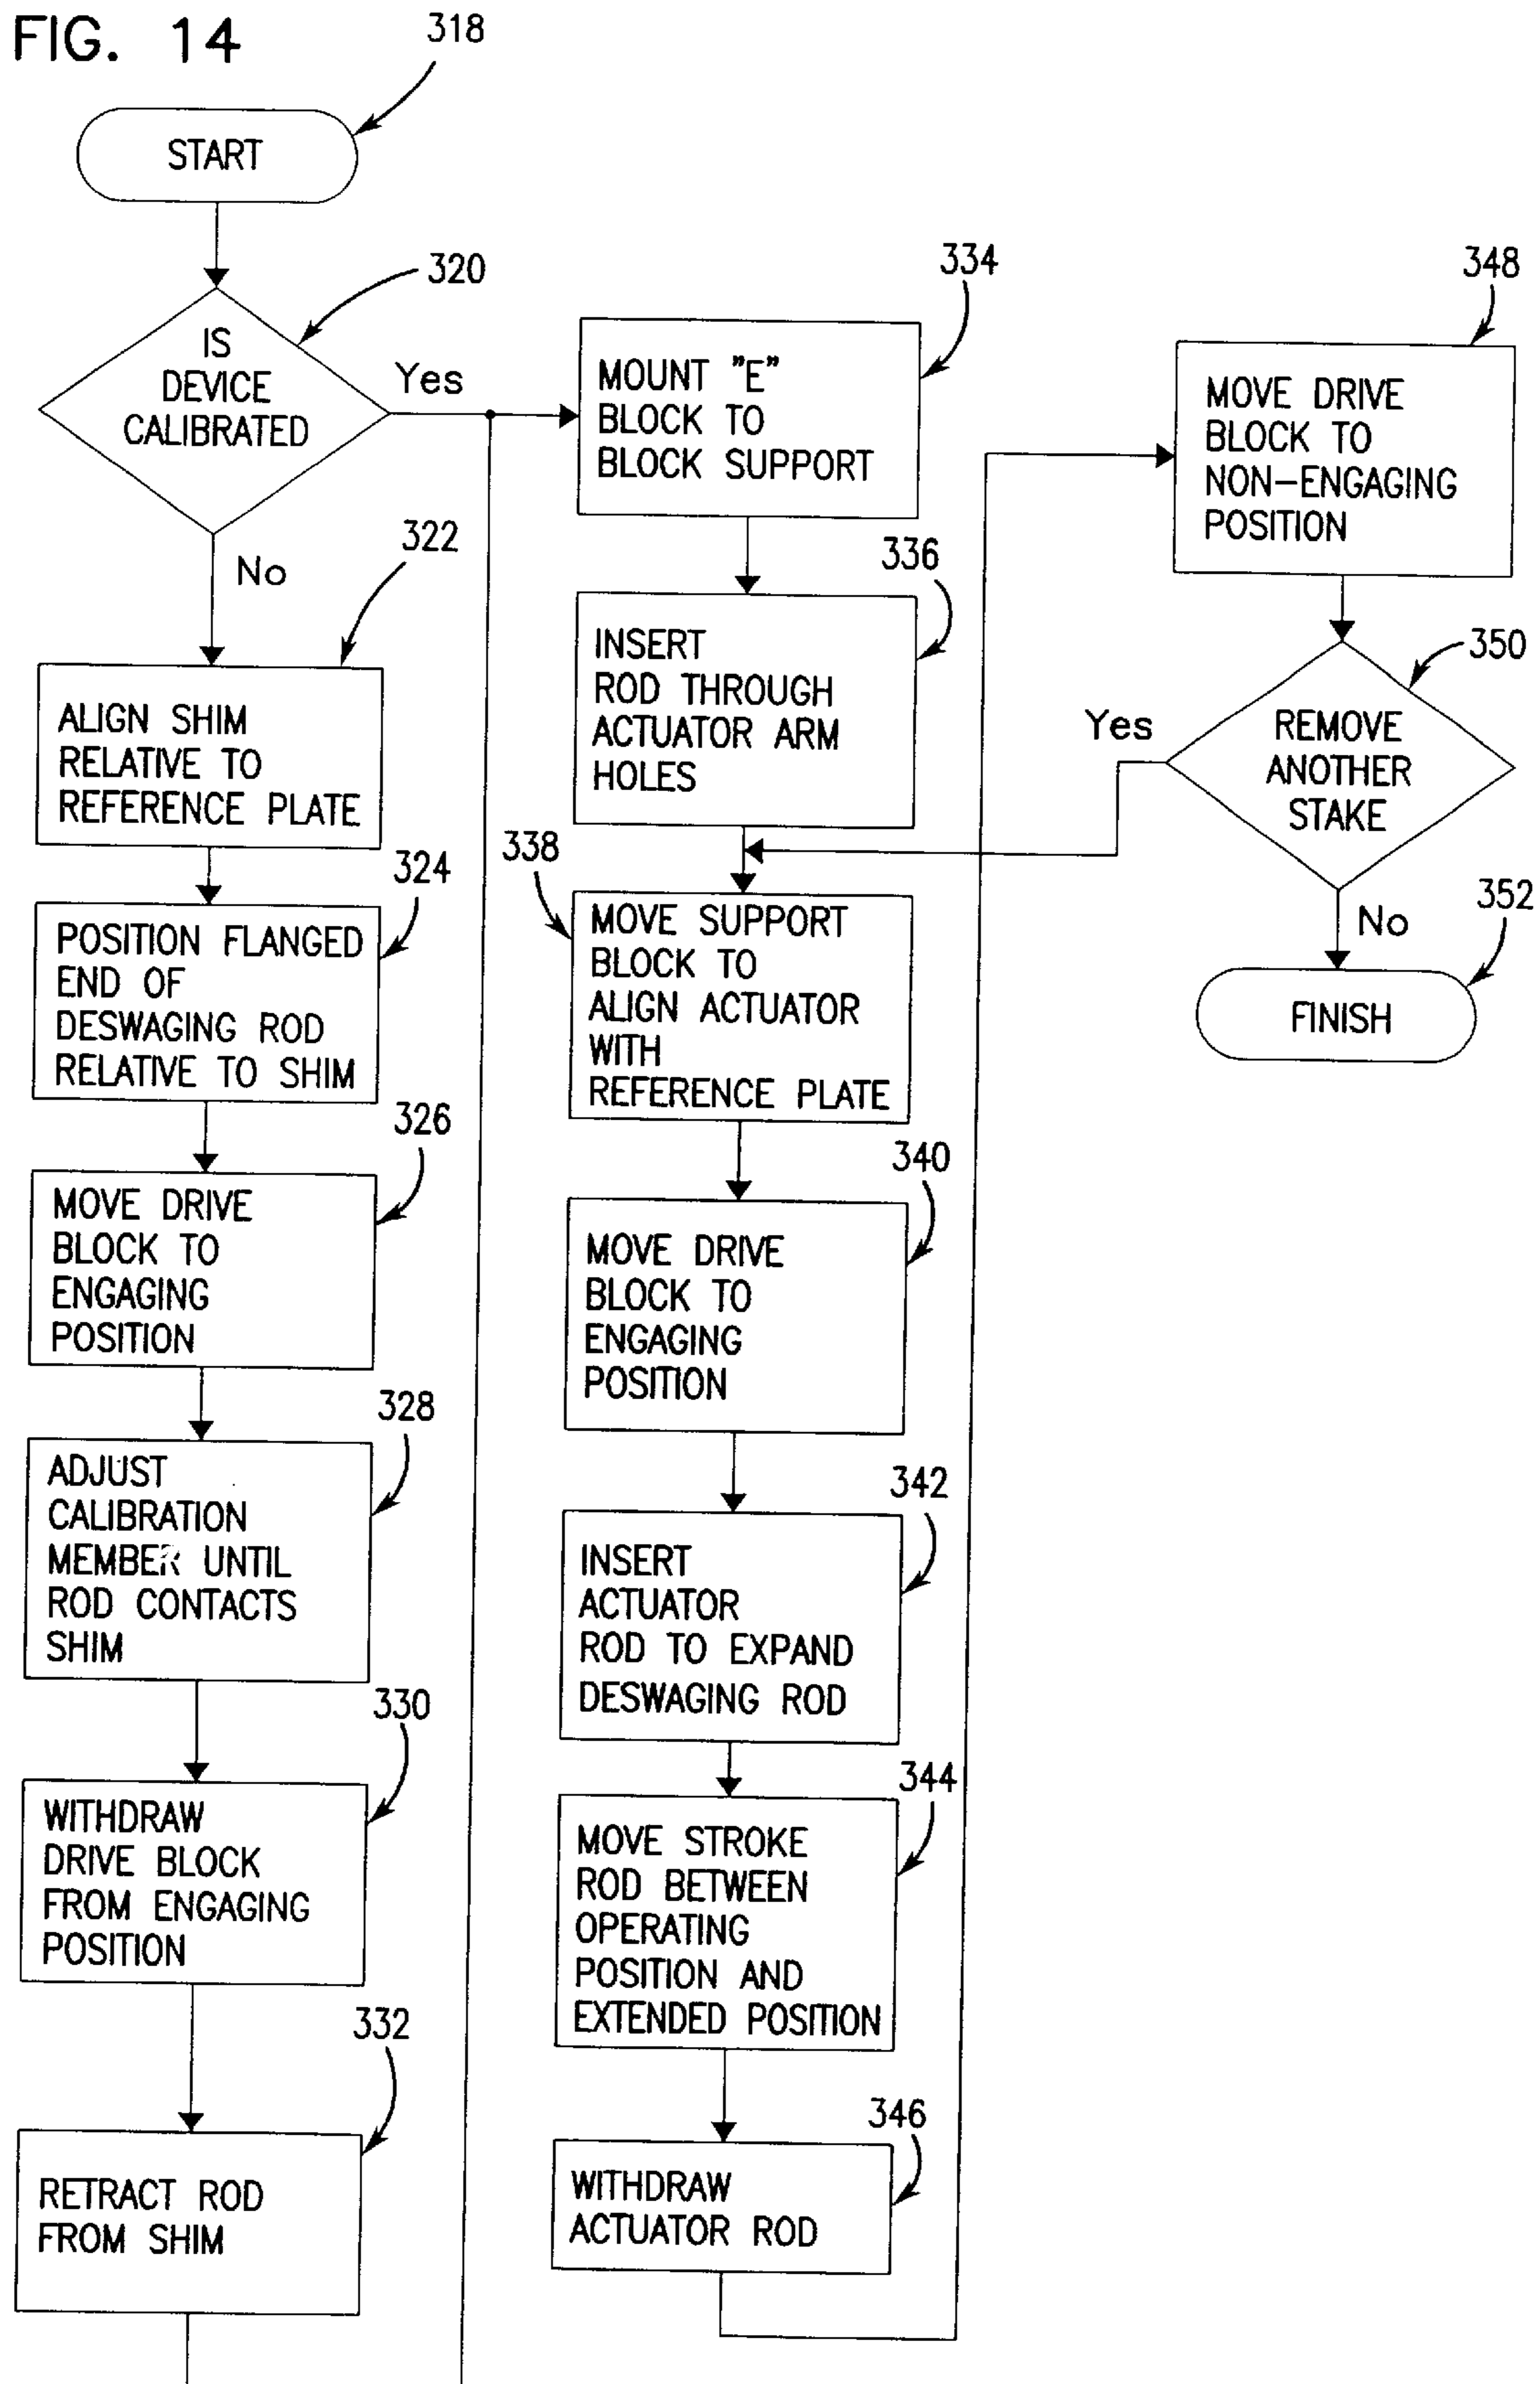 FIG. 14
318
START
320
IS
DEVICE
CALIBRATED
Yes
No
322
ALIGN SHIM
RELATIVE TO
REFERENCE PLATE
324
POSITION FLANGED
END OF
DESWAGING ROD
RELATIVE TO SHIM
326
MOVE DRIVE
BLOCK TO
ENGAGING
POSITION
328
ADJUST
CALIBRATION
MEMBER UNTIL
ROD CONTACTS
SHIM
330
WITHDRAW
DRIVE BLOCK
FROM ENGAGING
POSITION
332
RETRACT ROD
FROM SHIM
334
MOUNT "E"
BLOCK TO
BLOCK SUPPORT
336
INSERT
ROD THROUGH
ACTUATOR ARM
HOLES
338
MOVE SUPPORT
BLOCK TO
ALIGN ACTUATOR
WITH
REFERENCE PLATE
340
MOVE DRIVE
BLOCK TO
ENGAGING
POSITION
342
INSERT
ACTUATOR
ROD TO EXPAND
DESWAGING ROD
344
MOVE STROKE
ROD BETWEEN
OPERATING
POSITION AND
EXTENDED POSITION
346
WITHDRAW
ACTUATOR ROD
348
MOVE DRIVE
BLOCK TO
NON-ENGAGING
POSITION
350
REMOVE
ANOTHER
STAKE
Yes
No
352
FINISH